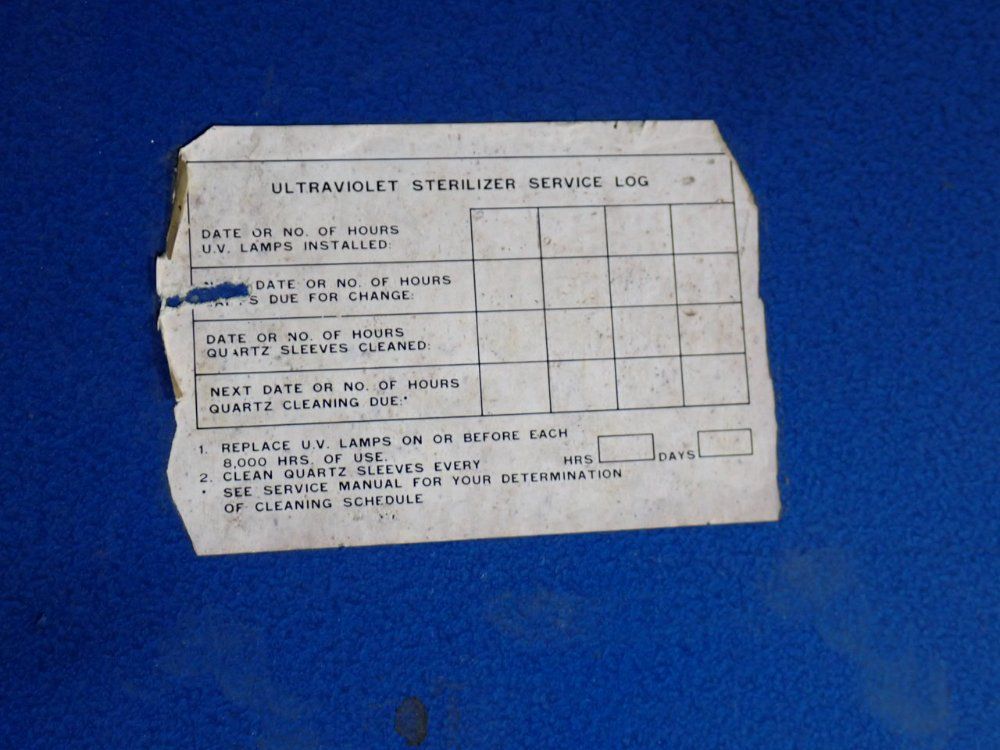 ULTRAVIOLET STERILIZER SERVICE LOG
DATE OR NO. OF HOURS
U.V. LAMPS INSTALLED:
DATE OR NO. OF HOURS
DUE FOR CHANGE:
DATE OR NO. OF HOURS
QUARTZ SLEEVES CLEANED:
NEXT DATE OR NO. OF HOURS
QUARTZ CLEANING DUE:*
1. REPLACE U.V. LAMPS ON OR BEFORE EACH
8,000 HRS. OF USE.
2. CLEAN QUARTZ SLEEVES EVERY HRS DAYS
* SEE SERVICE MANUAL FOR YOUR DETERMINATION
OF CLEANING SCHEDULE